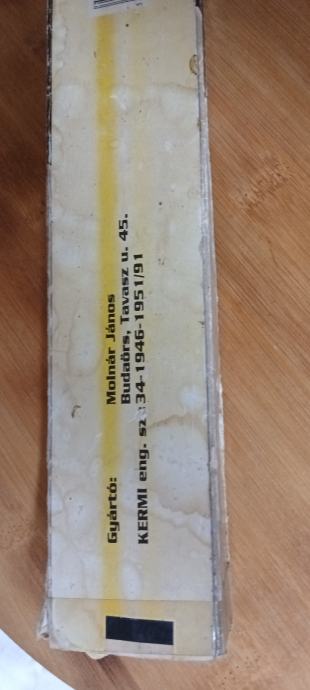 Gyártó: Molnár János
Budaörs, Tavasz u. 45.
KERMI eng. sz.: 34-1946-1951/91